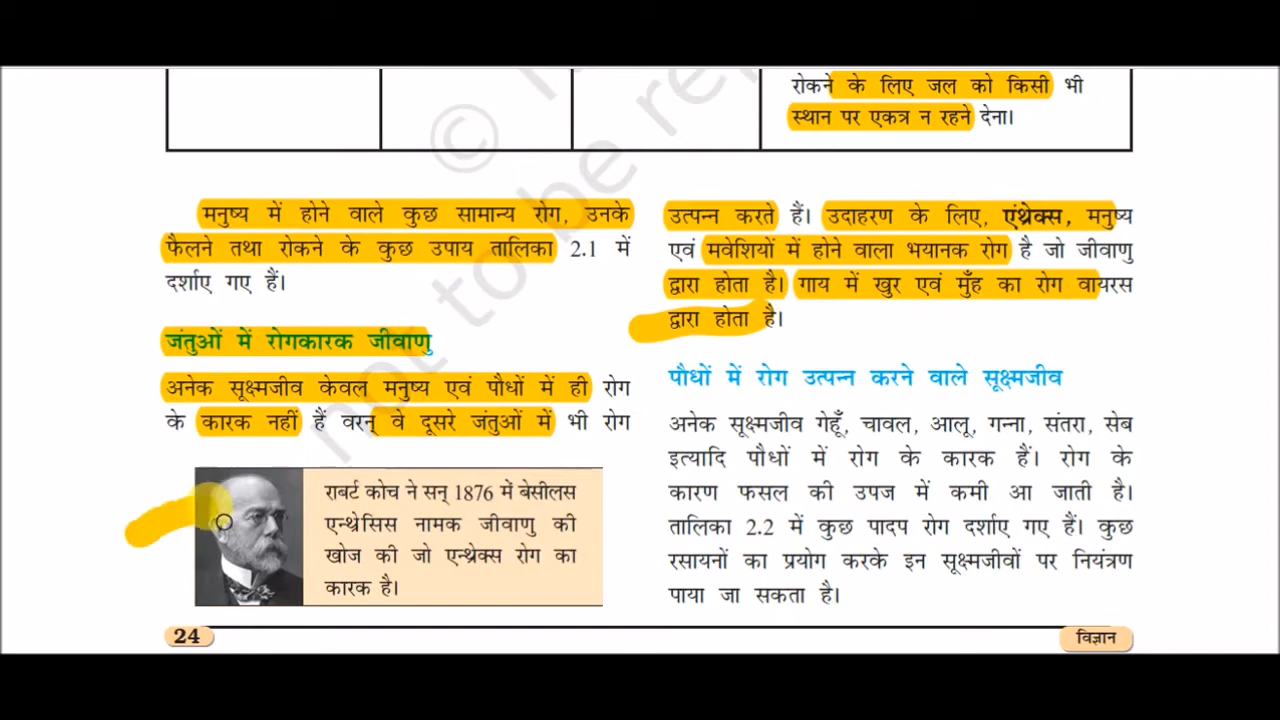 रोकने के लिए जल को किसी भी
स्थान पर एकत्र न रहने देना।
मनुष्य में होने वाले कुछ सामान्य रोग, उनके
फैलने तथा रोकने के कुछ उपाय तालिका 2.1 में
दर्शाए गए हैं।
जंतुओं में रोगकारक जीवाणु
अनेक सूक्ष्मजीव केवल मनुष्य एवं पौधों में ही रोग
के कारक नहीं हैं वरन् वे दूसरे जंतुओं में भी रोग
राबर्ट कोच ने सन् 1876 में बेसीलस
एन्थ्रेसिस नामक जीवाणु की
खोज की जो एन्थ्रेक्स रोग का
कारक है।
उत्पन्न करते हैं। उदाहरण के लिए, एंथ्रेक्स, मनुष्य
एवं मवेशियों में होने वाला भयानक रोग है जो जीवाणु
द्वारा होता है। गाय में खुर एवं मुँह का रोग वायरस
द्वारा होता है।
पौधों में रोग उत्पन्न करने वाले सूक्ष्मजीव
अनेक सूक्ष्मजीव गेहूँ, चावल, आलू, गन्ना, संतरा, सेब
इत्यादि पौधों में रोग के कारक हैं। रोग के
कारण फसल की उपज में कमी आ जाती है।
तालिका 2.2 में कुछ पादप रोग दर्शाए गए हैं। कुछ
रसायनों का प्रयोग करके इन सूक्ष्मजीवों पर नियंत्रण
पाया जा सकता है।
24
विज्ञान
© 
not to be